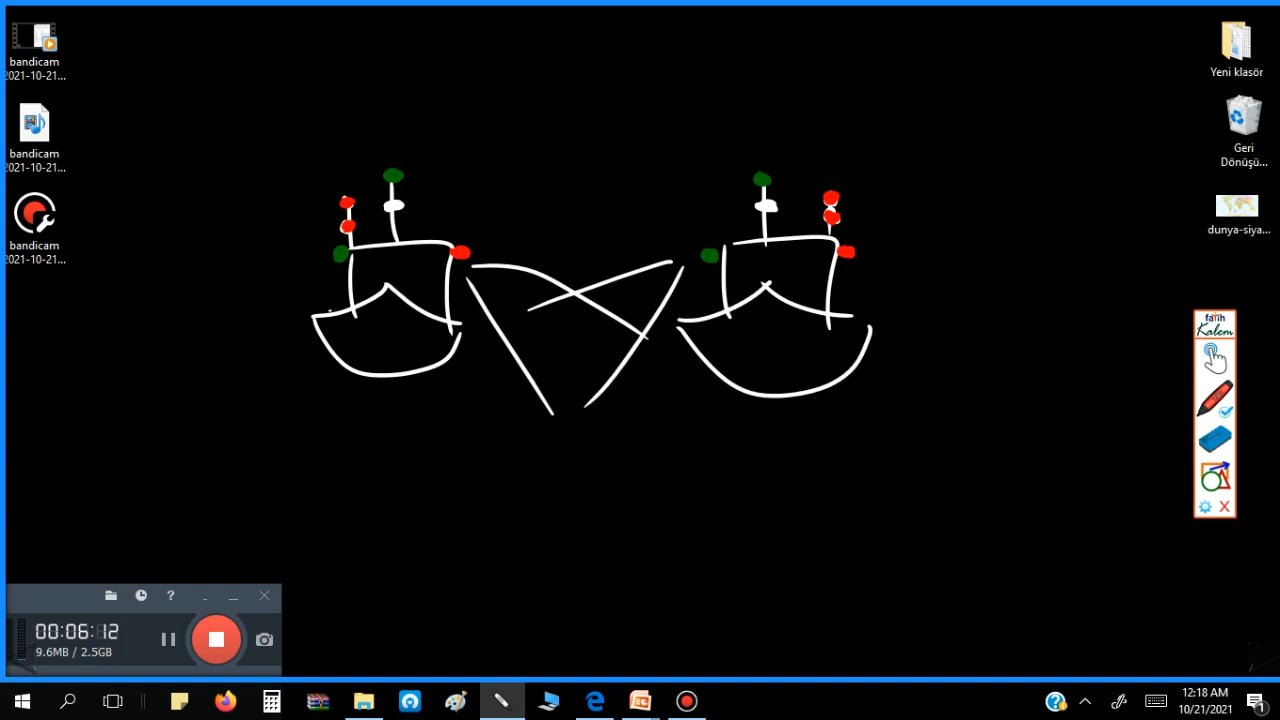 bandicam
2021-10-21...
bandicam
2021-10-21...
bandicam
2021-10-21...
Yeni klasör
Geri
Dönüşü...
dunya-siya...
fatih
Kalem
?
00:06:12
9.6MB / 2.5GB
12:18 AM
10/21/2021
1